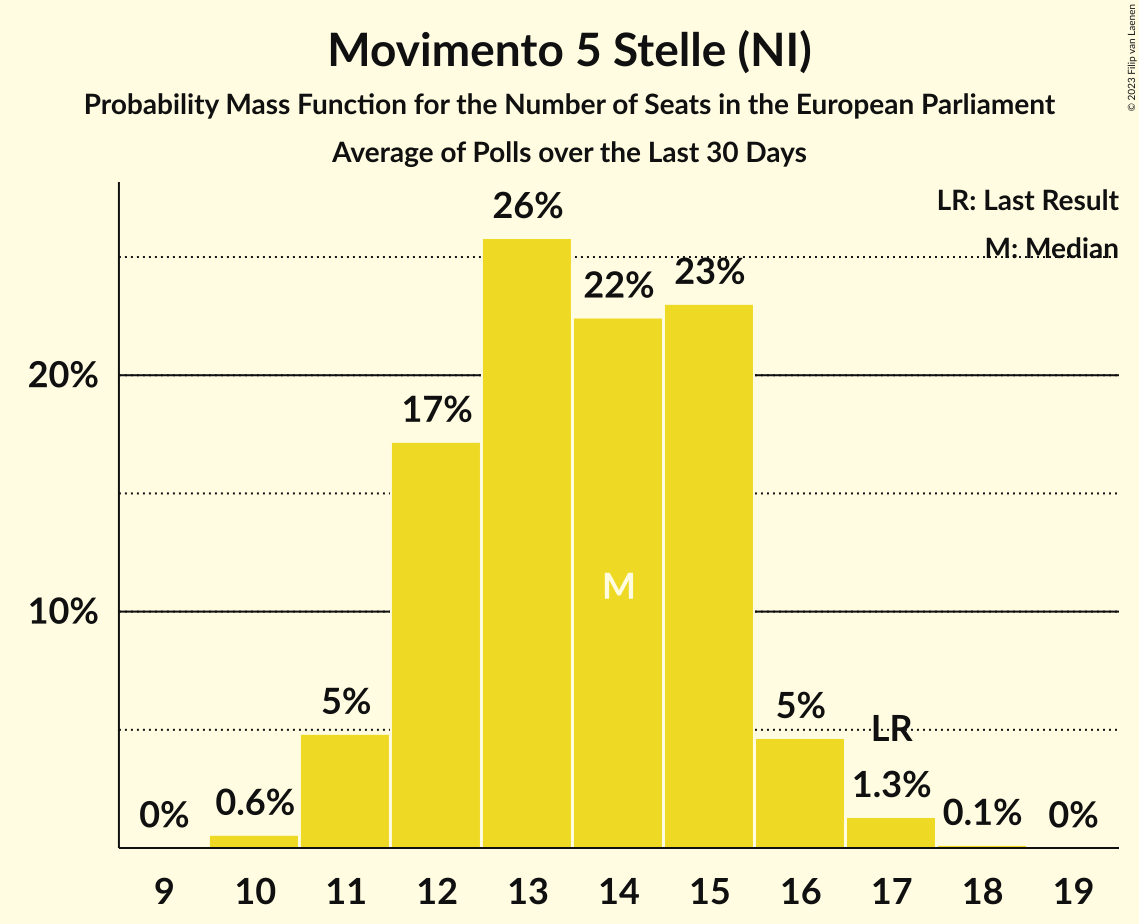 Movimento 5 Stelle (NI)
Probability Mass Function for the Number of Seats in the European Parliament
Average of Polls over the Last 30 Days
© 2023 Filip van Laenen
LR: Last Result
M: Median
26%
23%
22%
20%
17%
M
10%
5%
5%
LR
1.3%
0.6%
0.1%
0%
0%
9 10 11 12 13 14 15 16 17 18 19